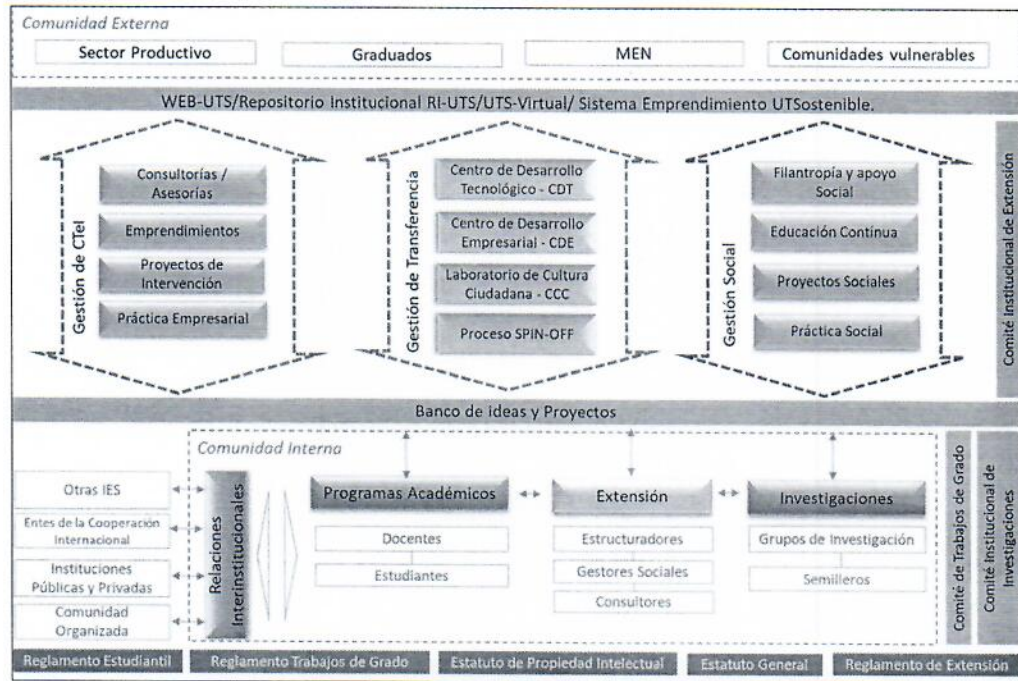 Comunidad Externa
Sector Productivo
Graduados
MEN
Comunidades vulnerables
WEB-UTS/Repositorio Institucional RI-UTS/UTS-Virtual/ Sistema Emprendimiento UTSostenible.
Gestión de CTeI
Consultorías /
Asesorías
Emprendimientos
Proyectos de
Intervención
Práctica Empresarial
Gestión de Transferencia
Centro de Desarrollo
Tecnológico - CDT
Centro de Desarrollo
Empresarial - CDE
Laboratorio de Cultura
Ciudadana - CCC
Proceso SPIN-OFF
Gestión Social
Filantropía y apoyo
Social
Educación Contínua
Proyectos Sociales
Práctica Social
Comité Institucional de Extensión
Banco de Ideas y Proyectos
Comunidad Interna
Otras IES
Entes de la Cooperación
Internacional
Instituciones
Públicas y Privadas
Comunidad
Organizada
Relaciones
Interinstitucionales
Programas Académicos
Docentes
Estudiantes
Extensión
Estructuradores
Gestores Sociales
Consultores
Investigaciones
Grupos de Investigación
Semilleros
Comité de Trabajos de Grado
Comité Institucional de
Investigaciones
Reglamento Estudiantil
Reglamento Trabajos de Grado
Estatuto de Propiedad Intelectual
Estatuto General
Reglamento de Extensión